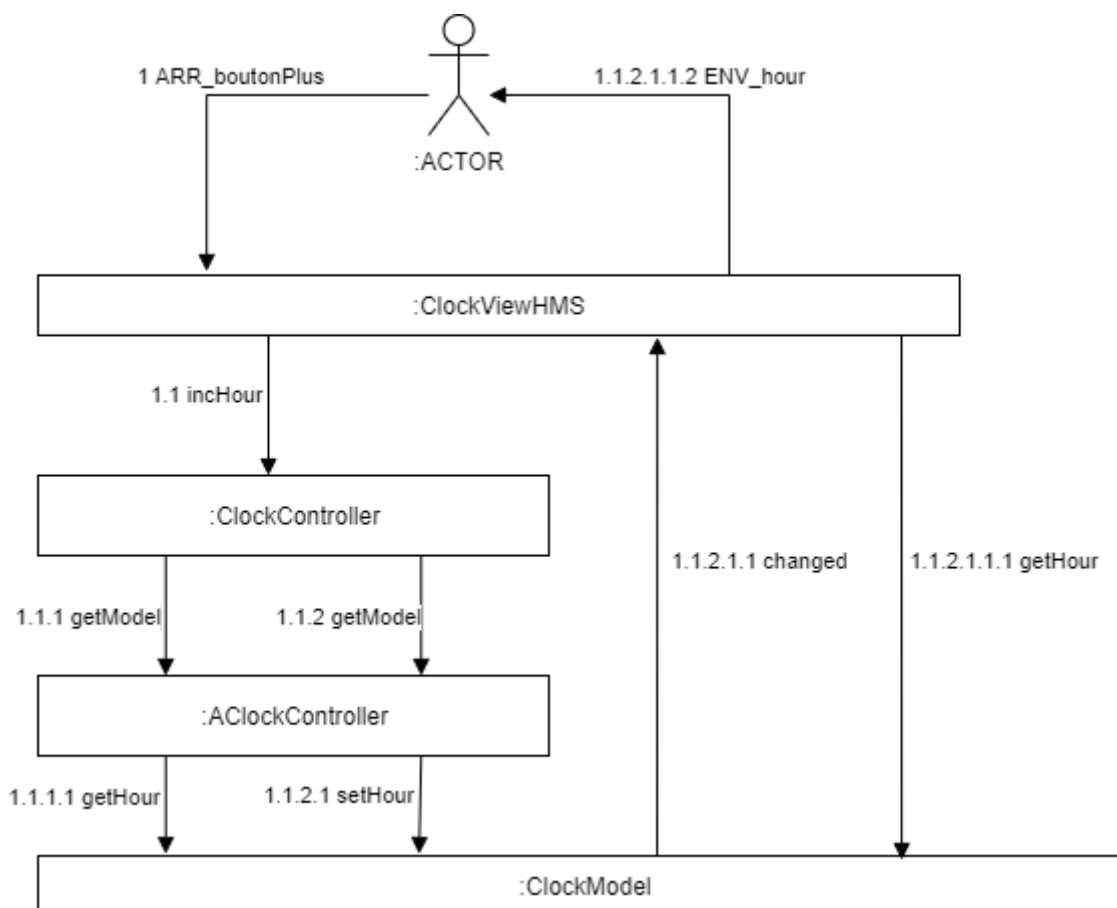 1 ARR_boutonPlus
1.1.2.1.1.2 ENV_hour
:ACTOR
:ClockViewHMS
1.1 incHour
:ClockController
1.1.2.1.1 changed
1.1.2.1.1.1 getHour
1.1.1 getModel
1.1.2 getModel
:AClockController
1.1.1.1 getHour
1.1.2.1 setHour
:ClockModel